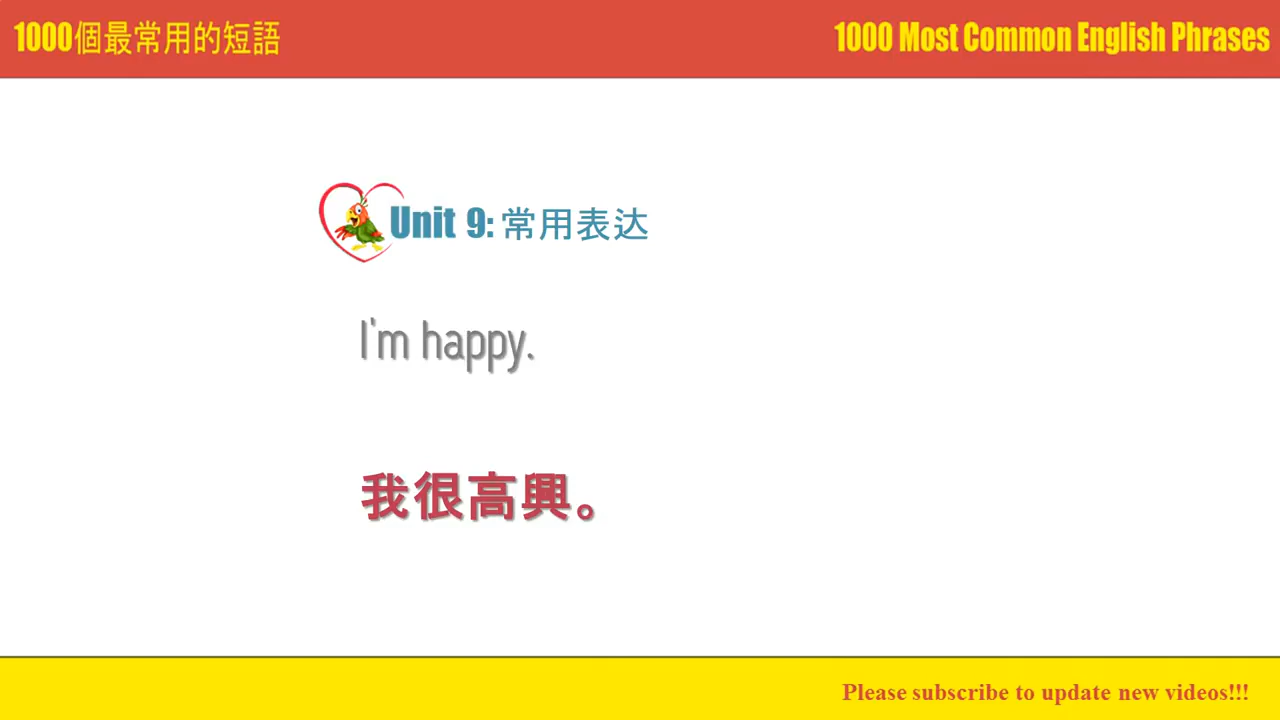 1000個最常用的短語
1000 Most Common English Phrases
Unit 9: 常用表达
I'm happy.
我很高興。
Please subscribe to update new videos!!!